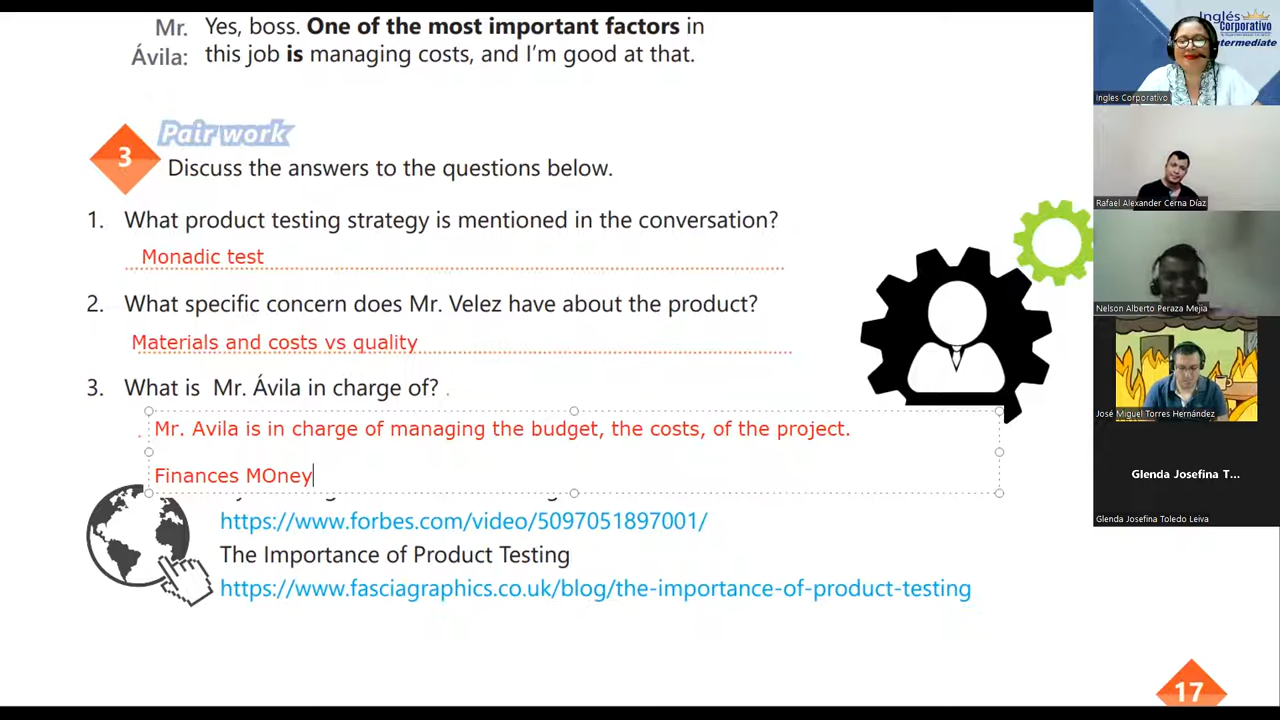 Mr. Yes, boss. One of the most important factors in
Ávila: this job is managing costs, and I'm good at that.
Pair work
3 Discuss the answers to the questions below.
1. What product testing strategy is mentioned in the conversation?
Monadic test
2. What specific concern does Mr. Velez have about the product?
Materials and costs vs quality
3. What is Mr. Ávila in charge of?
Mr. Avila is in charge of managing the budget, the costs, of the project.
Finances MOney
https://www.forbes.com/video/5097051897001/
The Importance of Product Testing
https://www.fasciagraphics.co.uk/blog/the-importance-of-product-testing
17
Inglés
Corporativo
Intermediate
Ingles Corporativo
Rafael Alexander Cerna Díaz
Nelson Alberto Peraza Mejia
José Miguel Torres Hernández
Glenda Josefina T...
Glenda Josefina Toledo Leiva